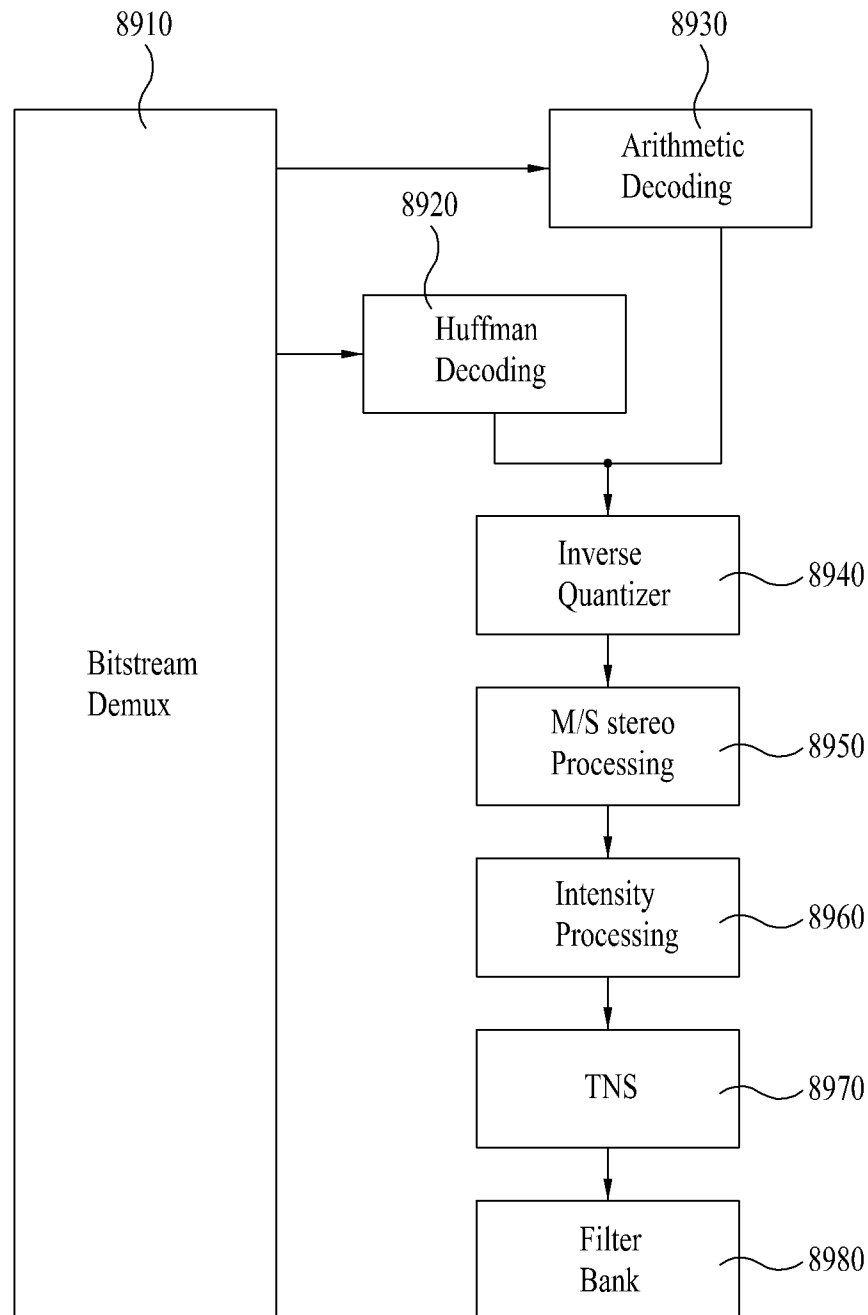 8910
8930
Arithmetic
Decoding
8920
Huffman
Decoding
Inverse
Quantizer
8940
Bitstream
Demux
M/S stereo
Processing
8950
Intensity
Processing
8960
TNS
8970
Filter
Bank
8980